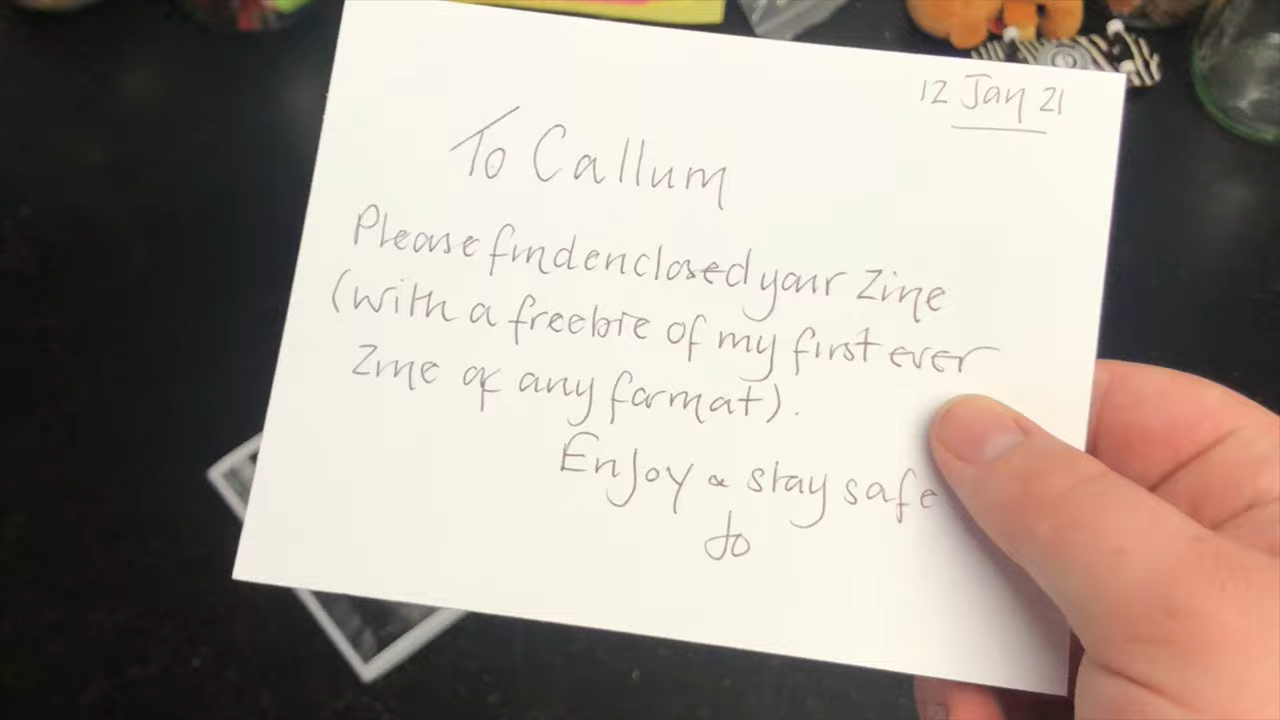 12 Jan 21
To Callum
Please find enclosed your Zine
(with a freebie of my first ever
Zine of any format).
Enjoy & stay safe
Jo